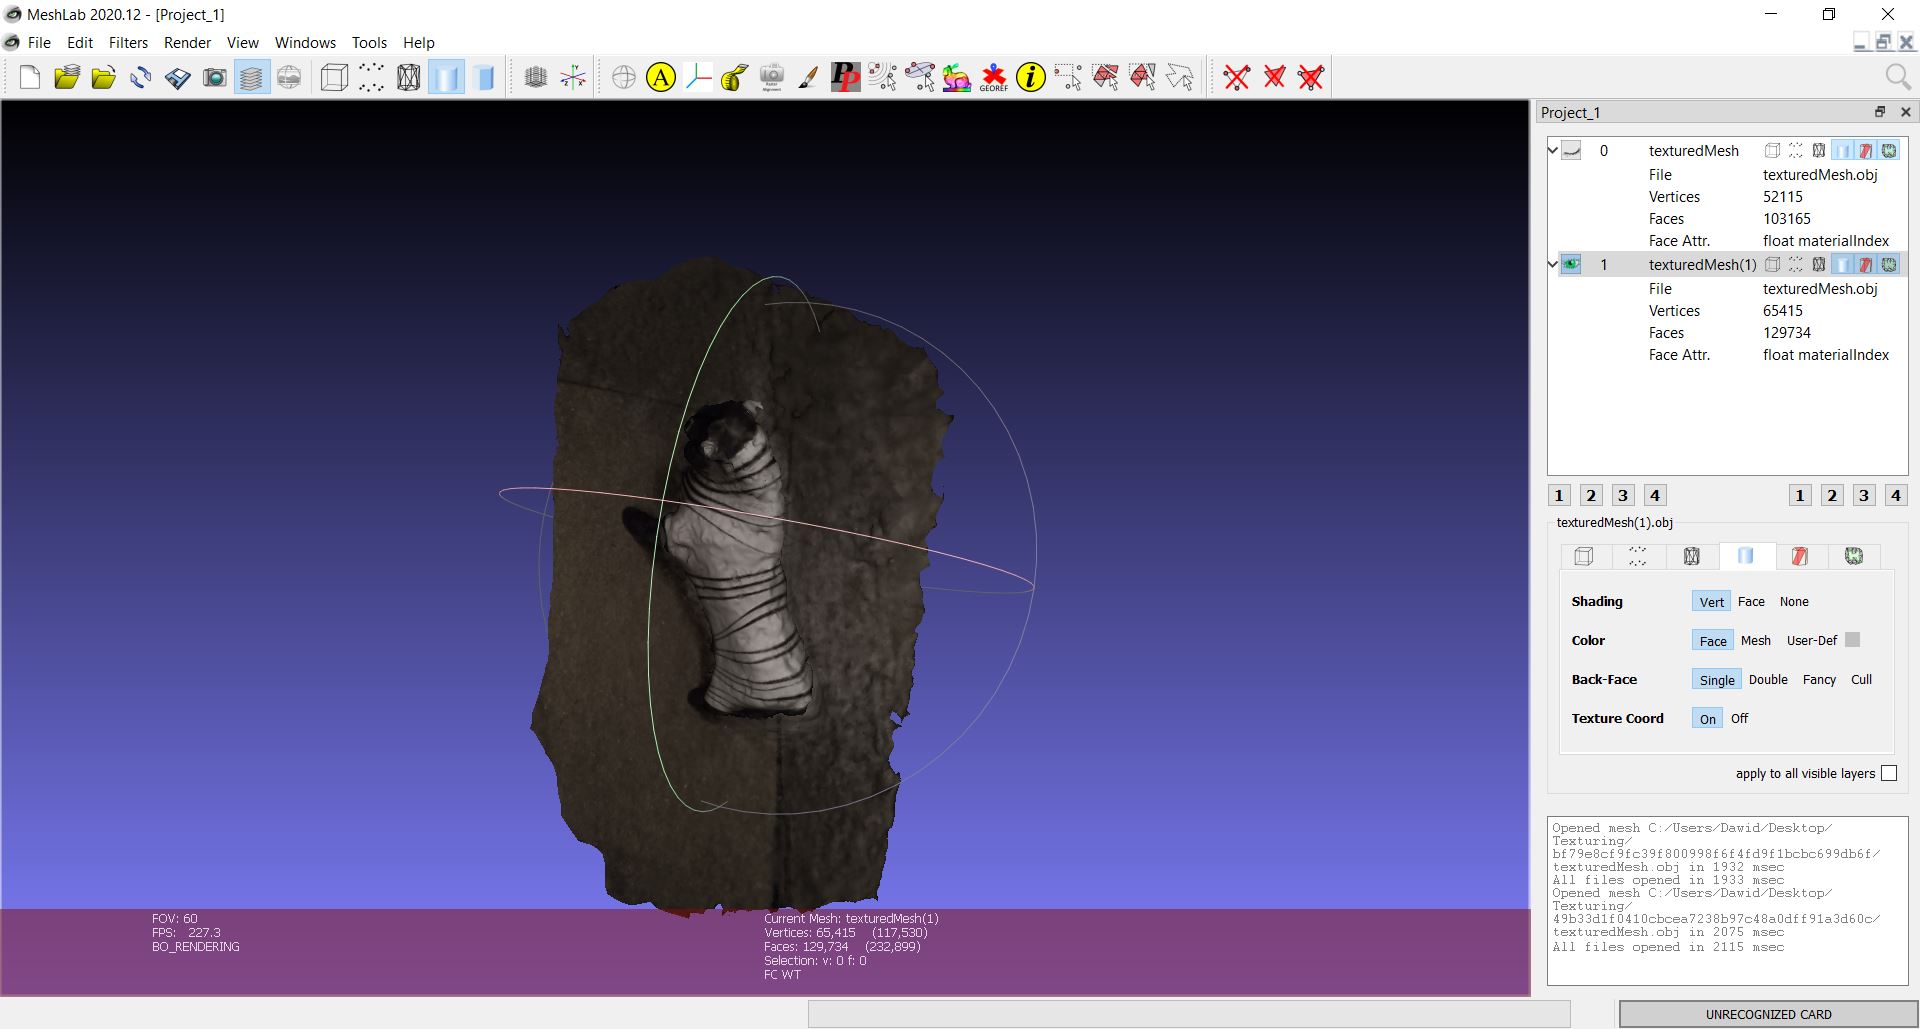 MeshLab 2020.12 - [Project_1]
File Edit Filters Render View Windows Tools Help
A PP GEOREF i
Project_1
0 texturedMesh
File texturedMesh.obj
Vertices 52115
Faces 103165
Face Attr. float materialIndex
1 texturedMesh(1)
File texturedMesh.obj
Vertices 65415
Faces 129734
Face Attr. float materialIndex
1 2 3 4 1 2 3 4
texturedMesh(1).obj
Shading Vert Face None
Color Face Mesh User-Def
Back-Face Single Double Fancy Cull
Texture Coord On Off
apply to all visible layers
Opened mesh C:/Users/Dawid/Desktop/
Texturing/
bf79e8cf9fc39f800998f6f4fd9f1bcbc699db6f/
texturedMesh.obj in 1932 msec
All files opened in 1933 msec
Opened mesh C:/Users/Dawid/Desktop/
Texturing/
49b33d1f0410cbcea7238b97c48a0dff91a3d60c/
texturedMesh.obj in 2075 msec
All files opened in 2115 msec
FOV: 60
FPS: 227.3
BO_RENDERING
Current Mesh: texturedMesh(1)
Vertices: 65,415 (117,530)
Faces: 129,734 (232,899)
Selection: v: 0 f: 0
FC WT
UNRECOGNIZED CARD